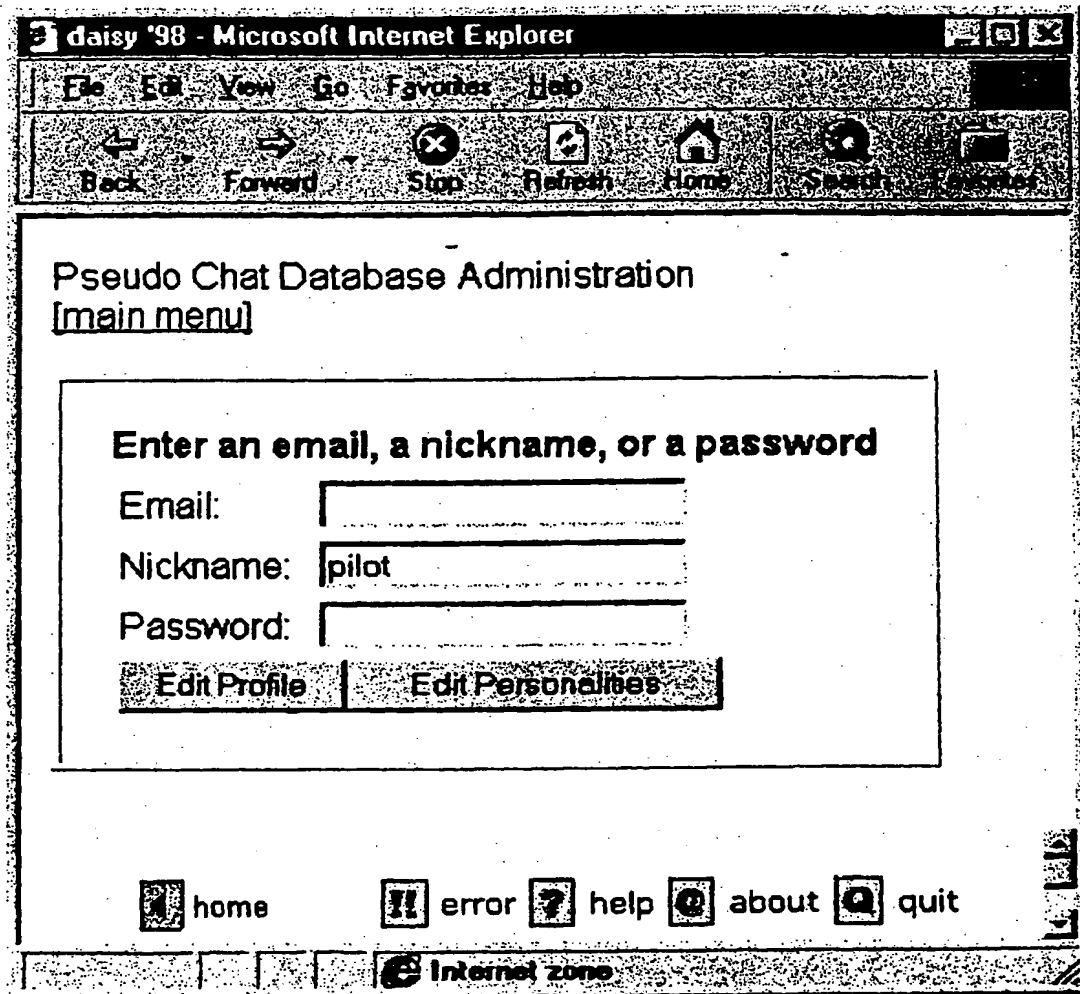 daisy '98 - Microsoft Internet Explorer
File Edit View Go Favorites Help
Back Forward Stop Refresh Home Search Favorites
Pseudo Chat Database Administration
[main menu]
Enter an email, a nickname, or a password
Email:
Nickname: pilot
Password:
Edit Profile Edit Personalities
home !! error ? help @ about Q quit
Internet zone